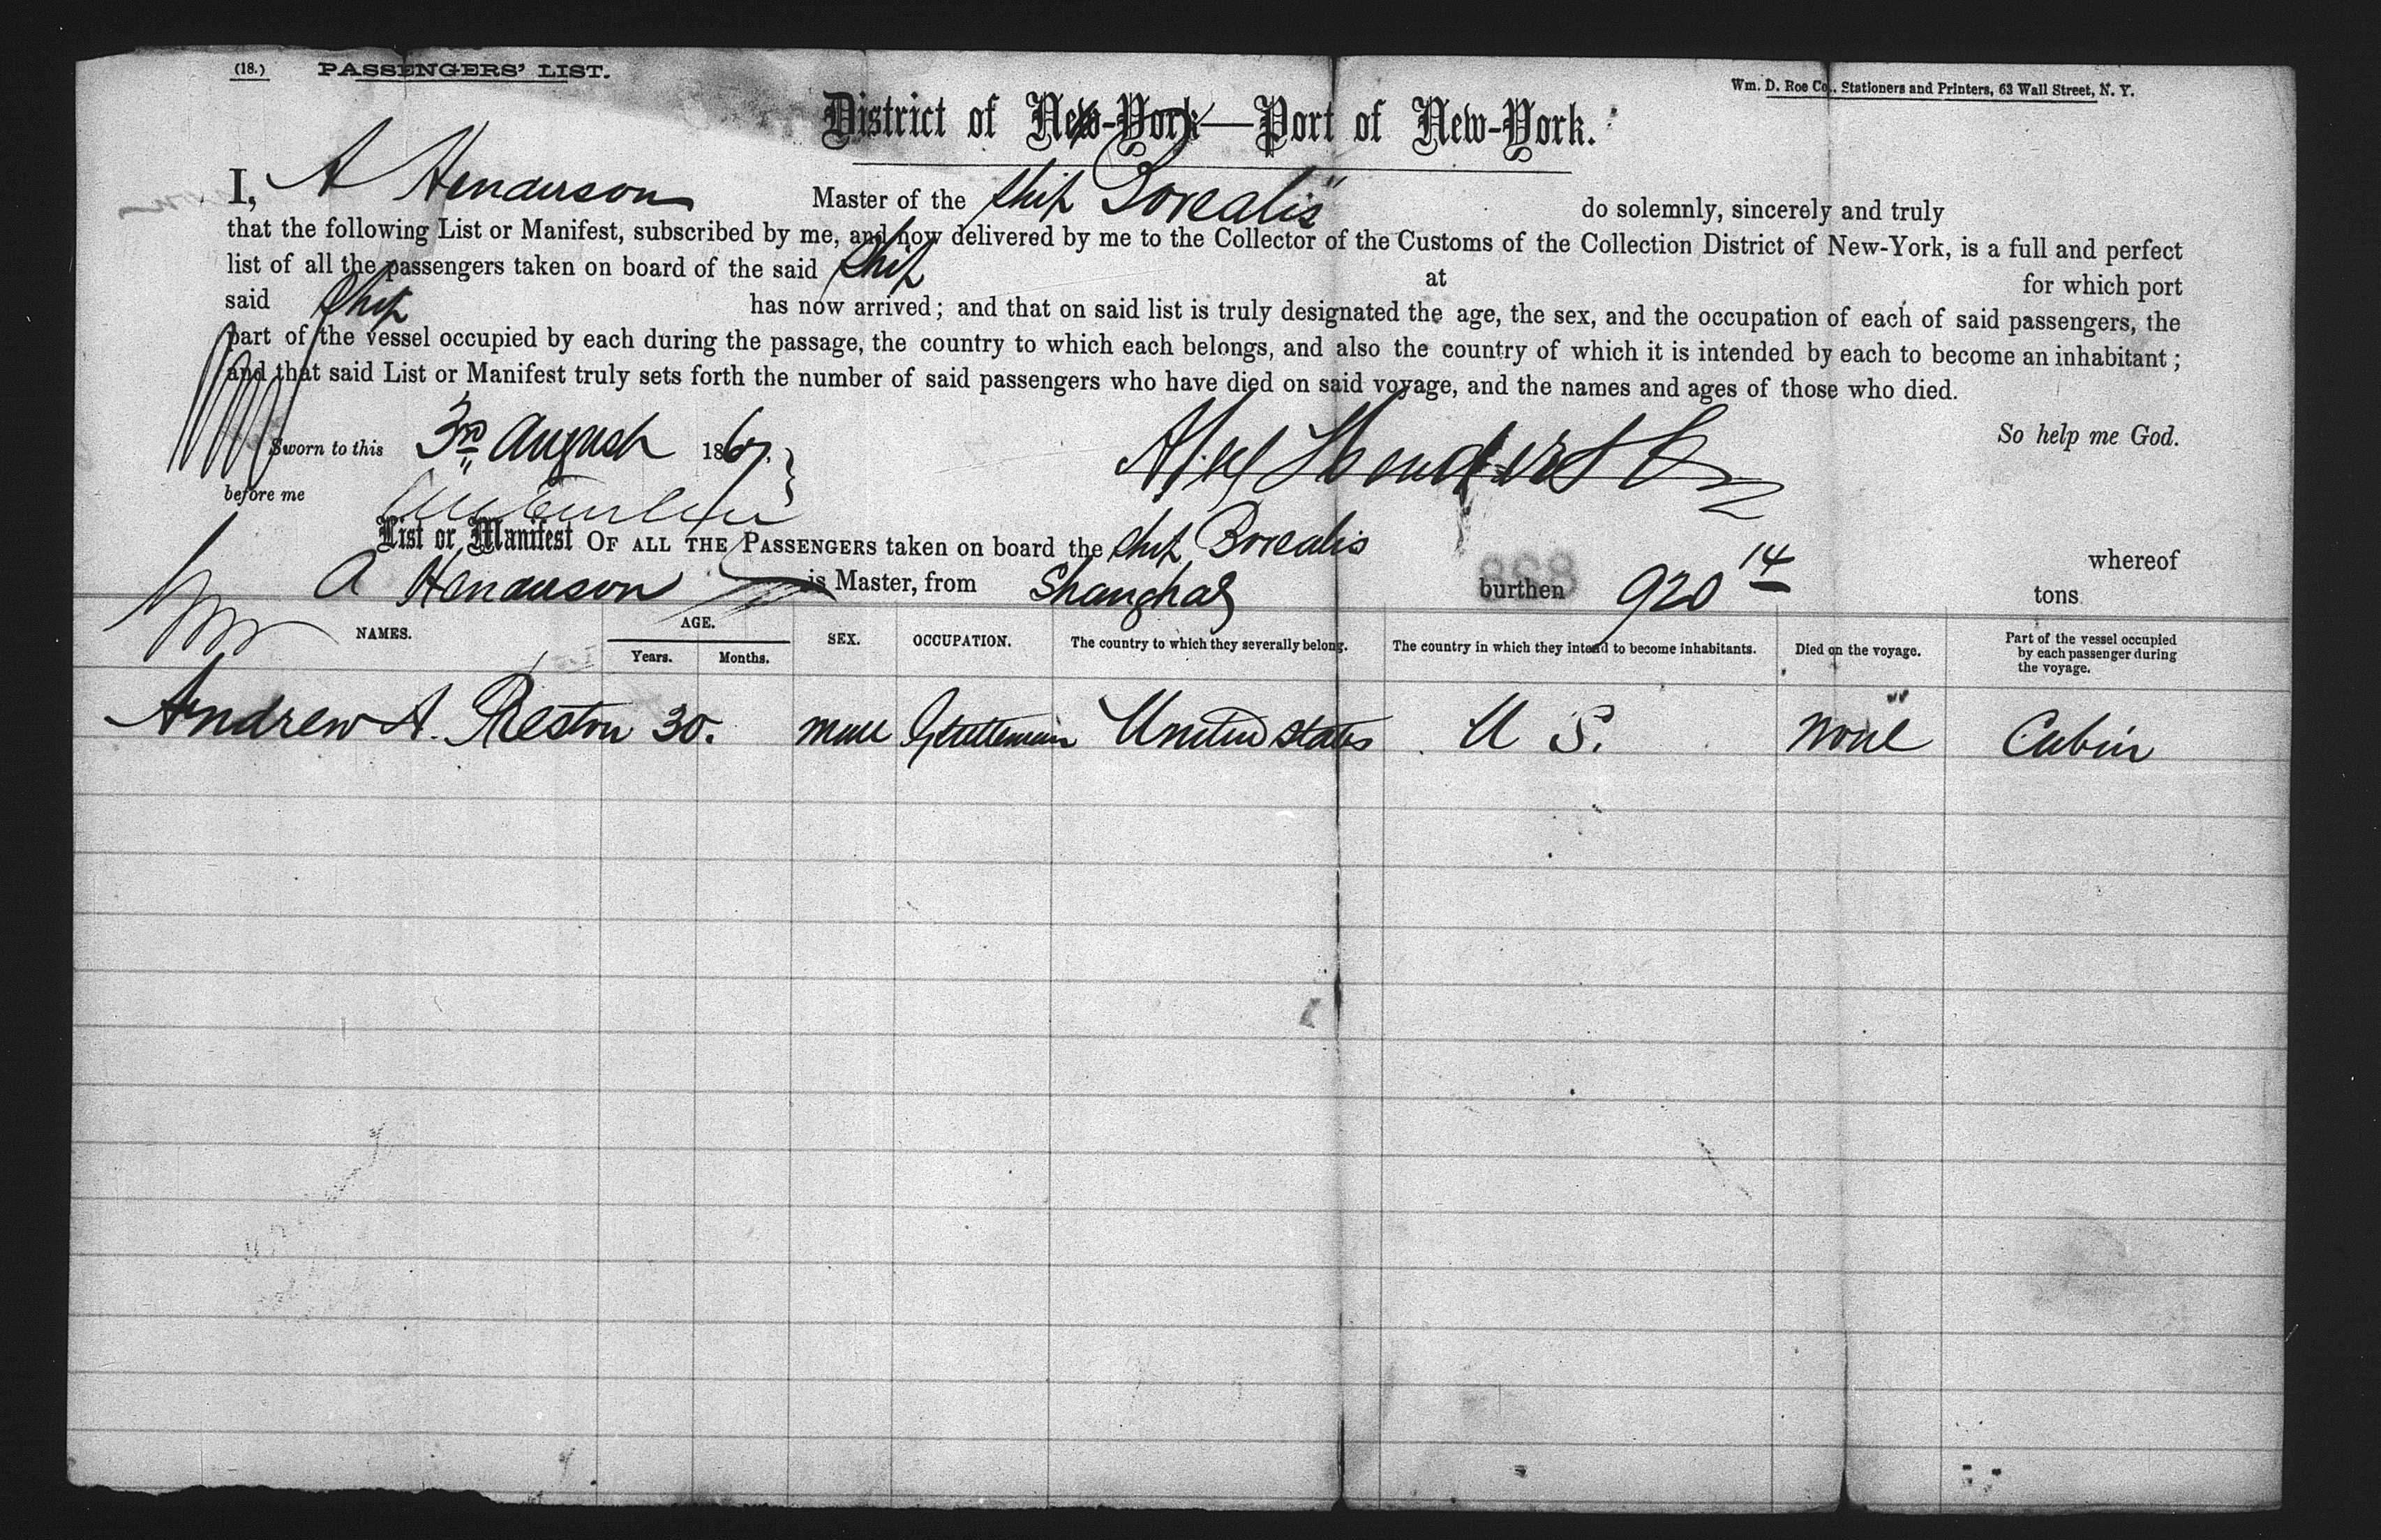 (18.) PASSENGERS' LIST.
Wm. D. Roe Co., Stationers and Printers, 63 Wall Street, N. Y.
District of New-York—Port of New-York.
I, A Henderson Master of the ship "Borealis" do solemnly, sincerely and truly
that the following List or Manifest, subscribed by me, and now delivered by me to the Collector of the Customs of the Collection District of New-York, is a full and perfect
list of all the passengers taken on board of the said ship at for which port
said ship has now arrived; and that on said list is truly designated the age, the sex, and the occupation of each of said passengers, the
part of the vessel occupied by each during the passage, the country to which each belongs, and also the country of which it is intended by each to become an inhabitant;
and that said List or Manifest truly sets forth the number of said passengers who have died on said voyage, and the names and ages of those who died.
So help me God.
Sworn to this 3rd August 1867.
Alex Henderson
before me
List or Manifest OF ALL THE PASSENGERS taken on board the ship Borealis whereof
A Henderson is Master, from Shanghae burthen 920 14 tons
828
NAMES. AGE. Years. Months. SEX. OCCUPATION. The country to which they severally belong. The country in which they intend to become inhabitants. Died on the voyage. Part of the vessel occupied by each passenger during the voyage.
Andrew A. Reston 30. male Gentleman United States U S. None Cabin